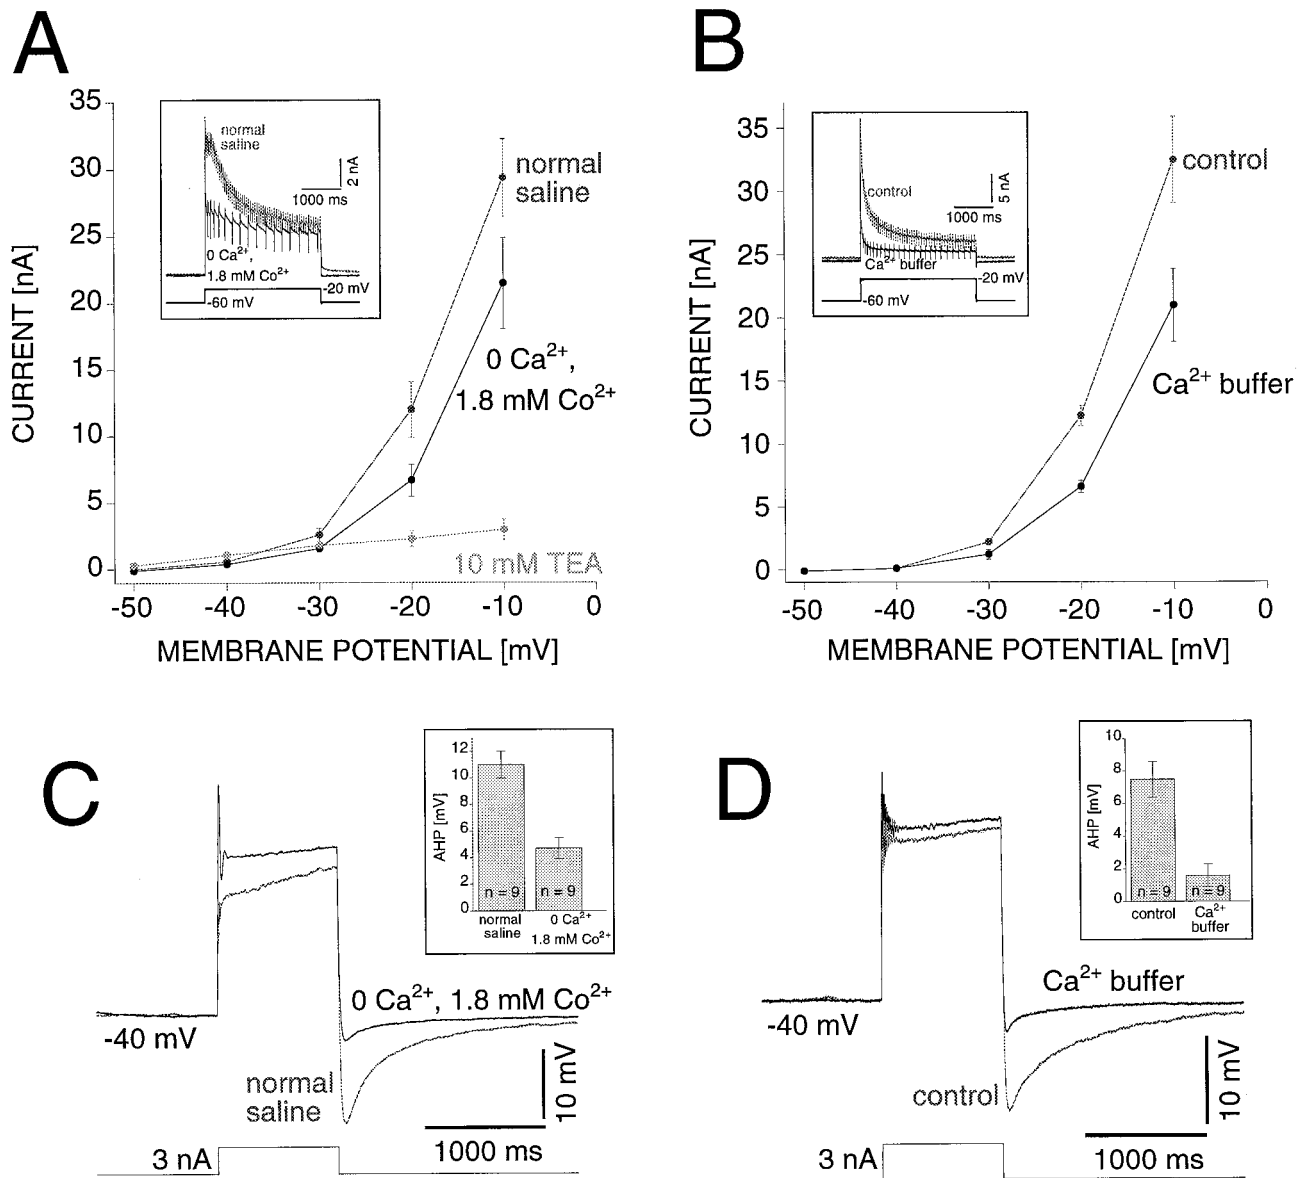 A
35
30
25
20
15
10
5
0
CURRENT [nA]
normal
saline
2 nA
1000 ms
0 Ca²⁺,
1.8 mM Co²⁺
-20 mV
-60 mV
normal
saline
0 Ca²⁺,
1.8 mM Co²⁺
10 mM TEA
-50
-40
-30
-20
-10
0
MEMBRANE POTENTIAL [mV]
B
35
30
25
20
15
10
5
0
CURRENT [nA]
control
5 nA
1000 ms
Ca²⁺ buffer
-20 mV
-60 mV
control
Ca²⁺ buffer
-50
-40
-30
-20
-10
0
MEMBRANE POTENTIAL [mV]
C
12
10
8
6
4
2
0
AHP [mV]
n = 9
n = 9
normal
saline
0 Ca²⁺
1.8 mM Co²⁺
0 Ca²⁺, 1.8 mM Co²⁺
-40 mV
normal
saline
10 mV
1000 ms
3 nA
D
10
8
6
4
2
0
AHP [mV]
n = 9
n = 9
control
Ca²⁺
buffer
Ca²⁺ buffer
-40 mV
control
10 mV
1000 ms
3 nA